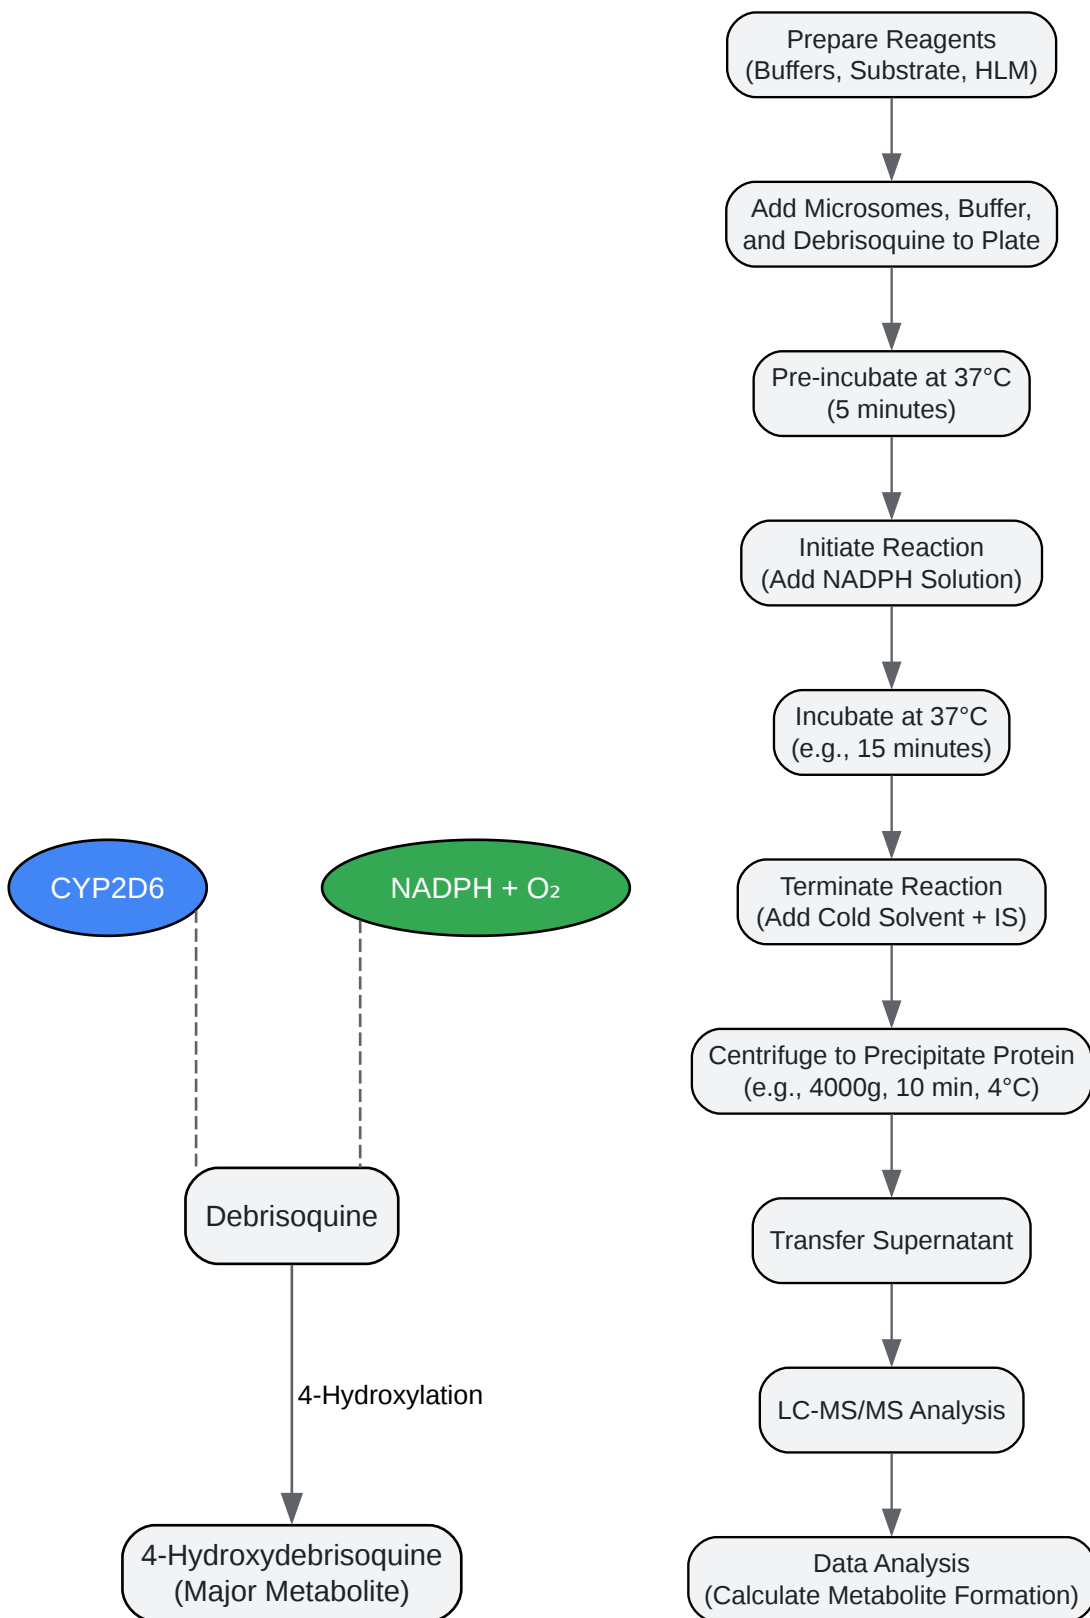 Prepare Reagents
(Buffers, Substrate, HLM)
Add Microsomes, Buffer,
and Debrisoquine to Plate
Pre-incubate at 37°C
(5 minutes)
Initiate Reaction
(Add NADPH Solution)
Incubate at 37°C
(e.g., 15 minutes)
Terminate Reaction
(Add Cold Solvent + IS)
Centrifuge to Precipitate Protein
(e.g., 4000g, 10 min, 4°C)
Transfer Supernatant
LC-MS/MS Analysis
Data Analysis
(Calculate Metabolite Formation)
CYP2D6
NADPH + O₂
Debrisoquine
4-Hydroxylation
4-Hydroxydebrisoquine
(Major Metabolite)